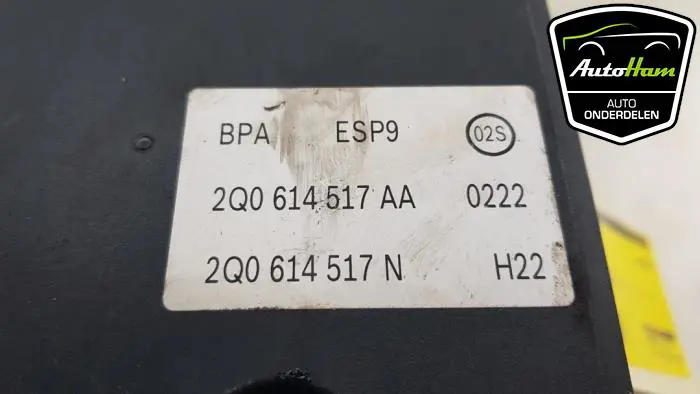 AutoHam
AUTO
ONDERDELEN
BPA ESP9 02S
2Q0 614 517 AA 0222
2Q0 614 517 N H22